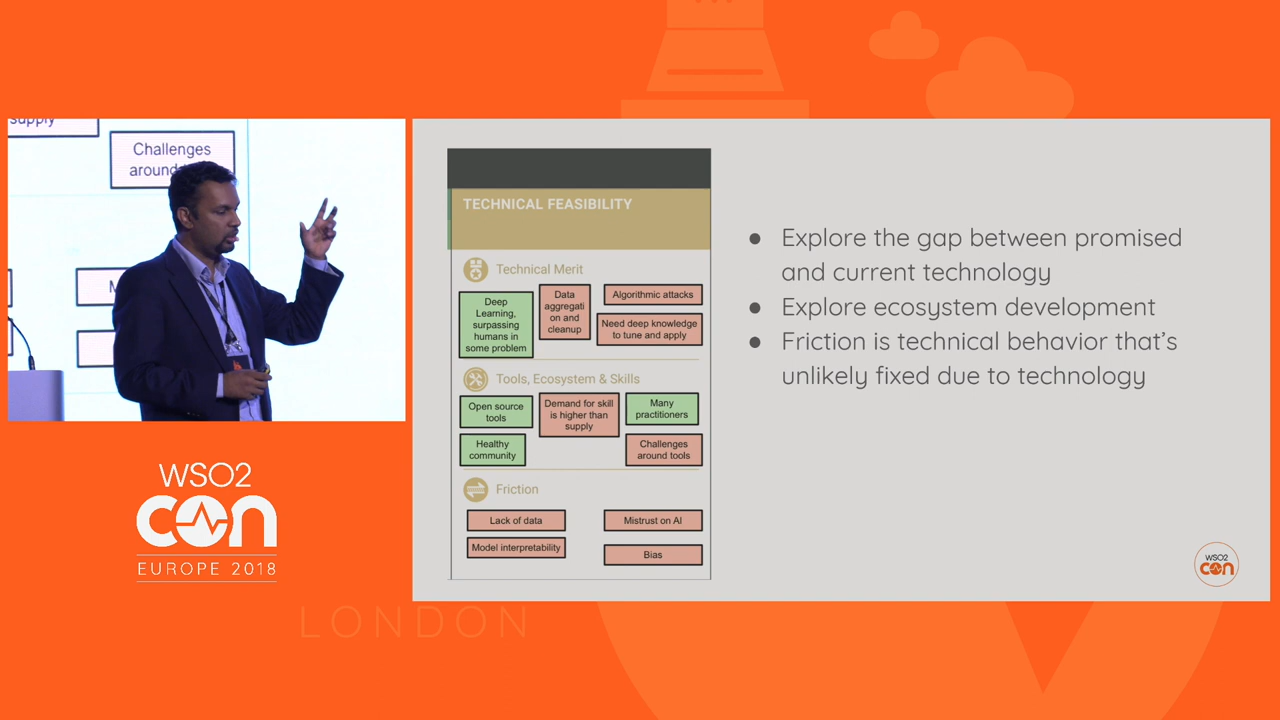 supply
Challenges
around
M
WSO2
con
EUROPE 2018
LONDON
TECHNICAL FEASIBILITY
Technical Merit
Deep
Learning,
surpassing
humans in
some problem
Data
aggregati
on and
cleanup
Algorithmic attacks
Need deep knowledge
to tune and apply
Tools, Ecosystem & Skills
Open source
tools
Demand for skill
is higher than
supply
Many
practitioners
Healthy
community
Challenges
around tools
Friction
Lack of data
Mistrust on AI
Model interpretability
Bias
● Explore the gap between promised
and current technology
● Explore ecosystem development
● Friction is technical behavior that's
unlikely fixed due to technology
WSO2
con